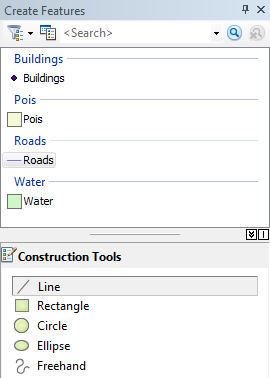 Create Features
<Search>
Buildings
Buildings
Pois
Pois
Roads
Roads
Water
Water
Construction Tools
Line
Rectangle
Circle
Ellipse
Freehand